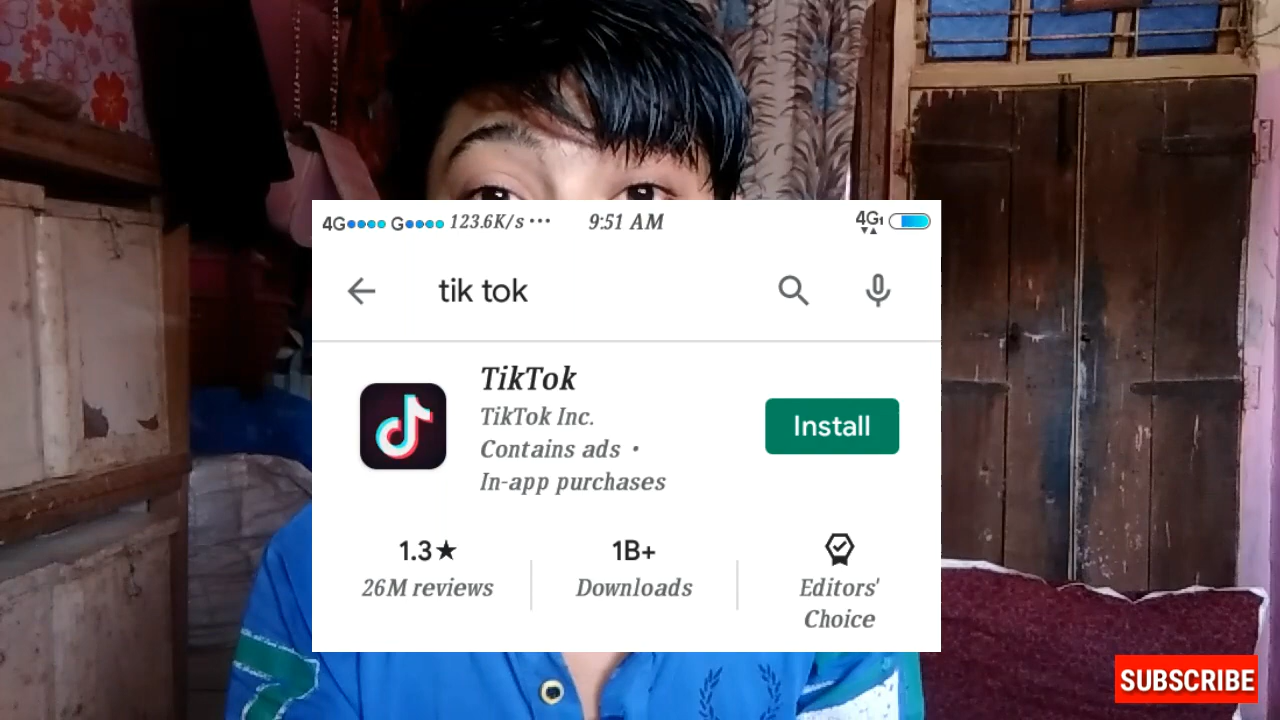 4G G 123.6K/s ··· 9:51 AM 4G
tik tok
TikTok
TikTok Inc.
Contains ads •
In-app purchases
Install
1.3★ 1B+
26M reviews Downloads Editors'
Choice
SUBSCRIBE